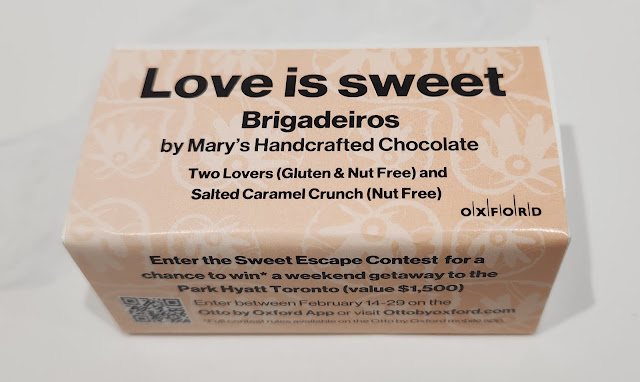 Love is sweet
Brigadeiros
by Mary's Handcrafted Chocolate
Two Lovers (Gluten & Nut Free) and
Salted Caramel Crunch (Nut Free)
O|X|F|O|R|D
Enter the Sweet Escape Contest for a
chance to win* a weekend getaway to the
Park Hyatt Toronto (value $1,500)
Enter between February 14-29 on the
Otto by Oxford App or visit Ottobyoxford.com
*Full contest rules available on the Otto by Oxford mobile app